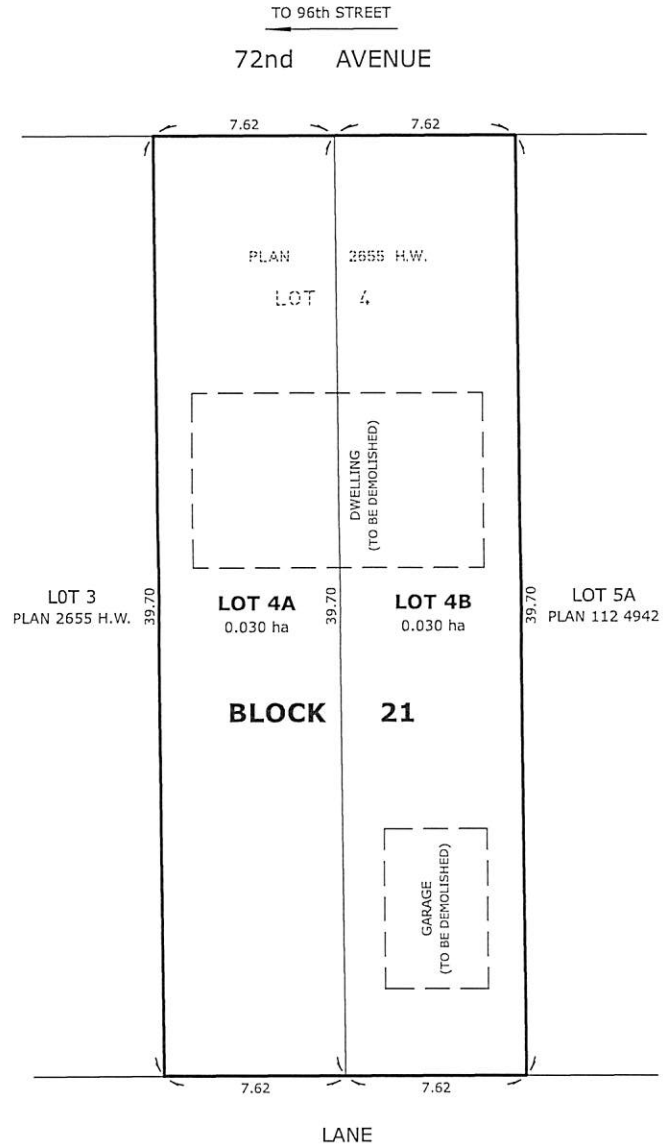 TO 96th STREET
72nd AVENUE
7.62 7.62
PLAN 2655 H.W.
LOT 4
DWELLING
(TO BE DEMOLISHED)
LOT 3
PLAN 2655 H.W.
39.70
LOT 4A
0.030 ha
39.70
LOT 4B
0.030 ha
39.70
LOT 5A
PLAN 112 4942
BLOCK 21
GARAGE
(TO BE DEMOLISHED)
7.62 7.62
LANE